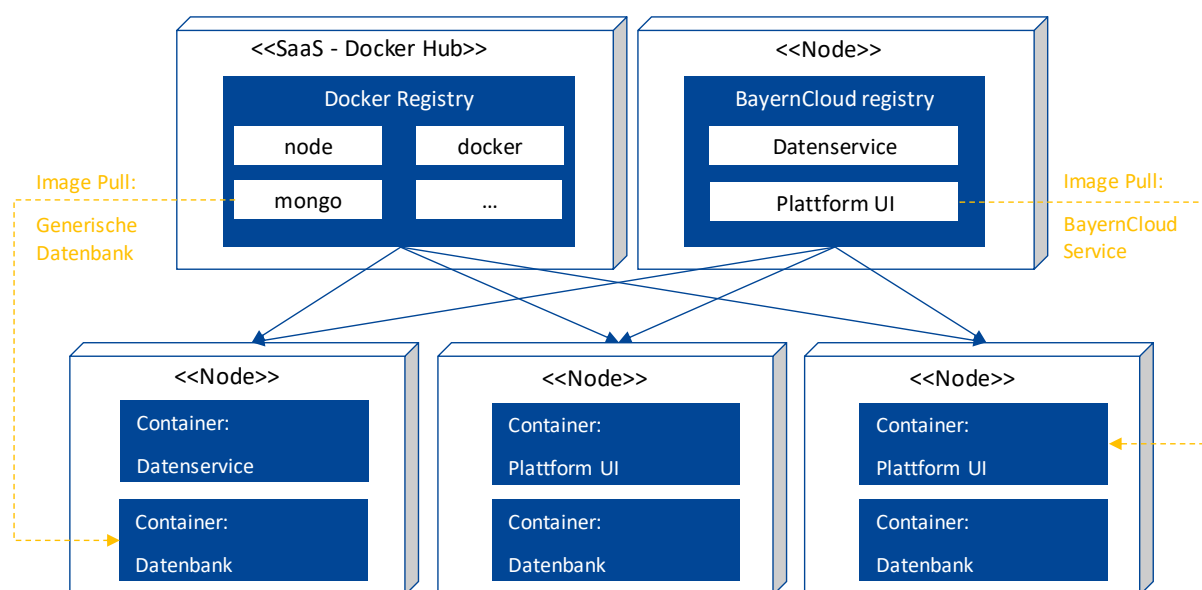 <<SaaS - Docker Hub>>
Docker Registry
node
docker
mongo
...
<<Node>>
BayernCloud registry
Datenservice
Plattform UI
Image Pull:
Generische
Datenbank
Image Pull:
BayernCloud
Service
<<Node>>
Container:
Datenservice
Container:
Datenbank
<<Node>>
Container:
Plattform UI
Container:
Datenbank
<<Node>>
Container:
Plattform UI
Container:
Datenbank